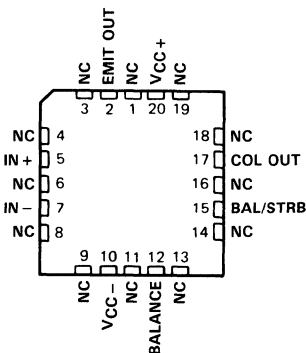 NC EMIT OUT NC VCC+ NC
3 2 1 20 19
NC 4 18 NC
IN+ 5 17 COL OUT
NC 6 16 NC
IN- 7 15 BAL/STRB
NC 8 14 NC
9 10 11 12 13
NC VCC- NC BALANCE NC